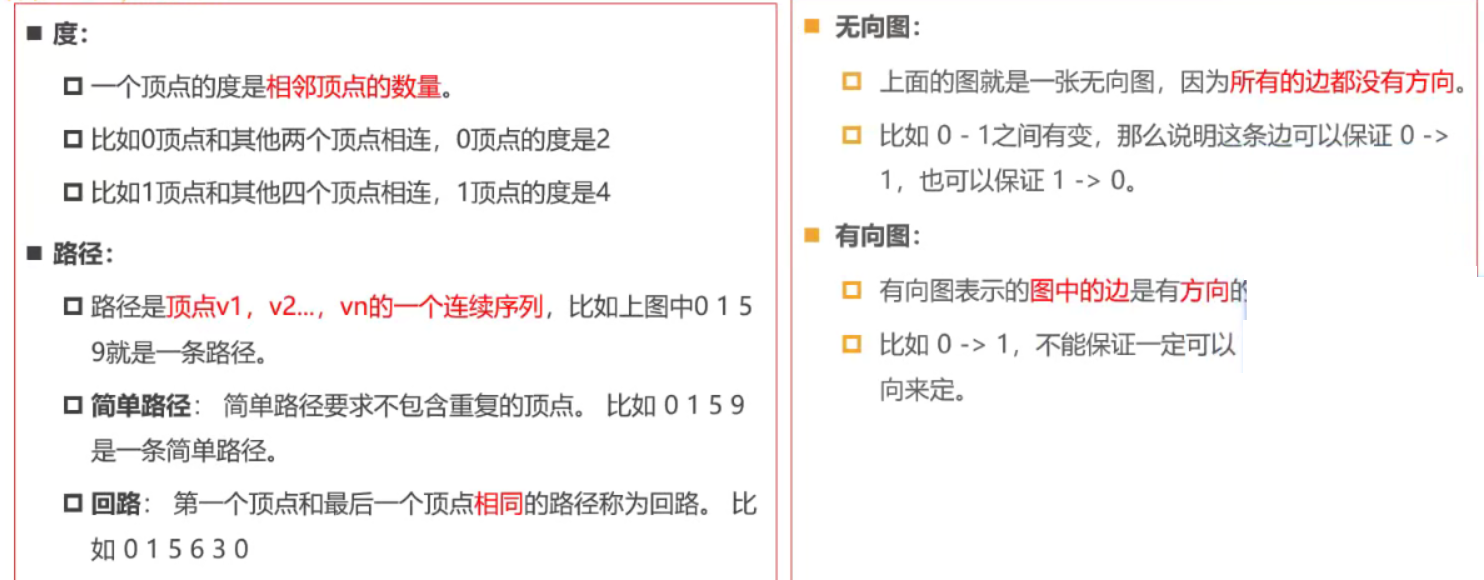 度：
一个顶点的度是相邻顶点的数量。
比如0顶点和其他两个顶点相连，0顶点的度是2
比如1顶点和其他四个顶点相连，1顶点的度是4
路径：
路径是顶点v1，v2...，vn的一个连续序列，比如上图中0 1 5
9就是一条路径。
简单路径： 简单路径要求不包含重复的顶点。 比如 0 1 5 9
是一条简单路径。
回路： 第一个顶点和最后一个顶点相同的路径称为回路。 比
如 0 1 5 6 3 0
无向图：
上面的图就是一张无向图，因为所有的边都没有方向。
比如 0 - 1之间有变，那么说明这条边可以保证 0 ->
1，也可以保证 1 -> 0。
有向图：
有向图表示的图中的边是有方向的
比如 0 -> 1，不能保证一定可以
向来定。